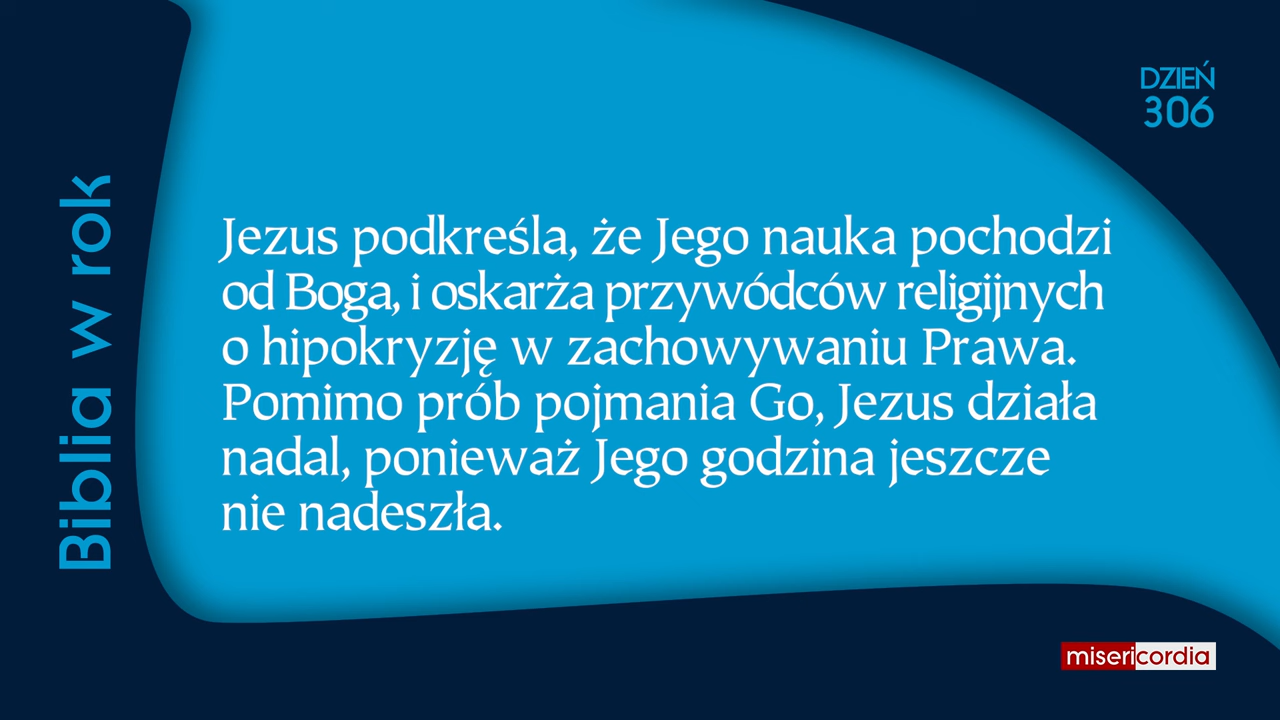 Biblia w rok
DZIEŃ
306
Jezus podkreśla, że Jego nauka pochodzi
od Boga, i oskarża przywódców religijnych
o hipokryzję w zachowywaniu Prawa.
Pomimo prób pojmania Go, Jezus działa
nadal, ponieważ Jego godzina jeszcze
nie nadeszła.
misericordia